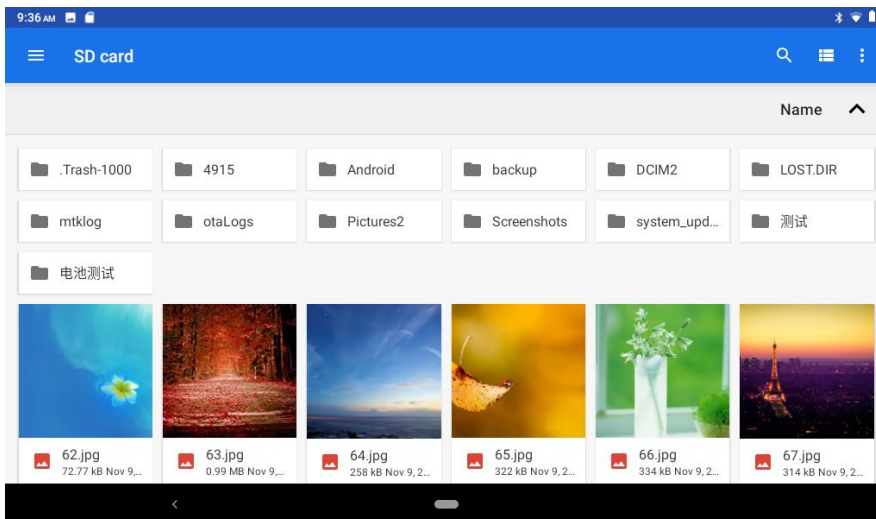 9:36 AM
SD card
Name
.Trash-1000
4915
Android
backup
DCIM2
LOST.DIR
mtklog
otaLogs
Pictures2
Screenshots
system_upd...
测试
电池测试
62.jpg
72.77 kB Nov 9,...
63.jpg
0.99 MB Nov 9,...
64.jpg
258 kB Nov 9, 2...
65.jpg
322 kB Nov 9, 2...
66.jpg
334 kB Nov 9, 2...
67.jpg
314 kB Nov 9, 2...